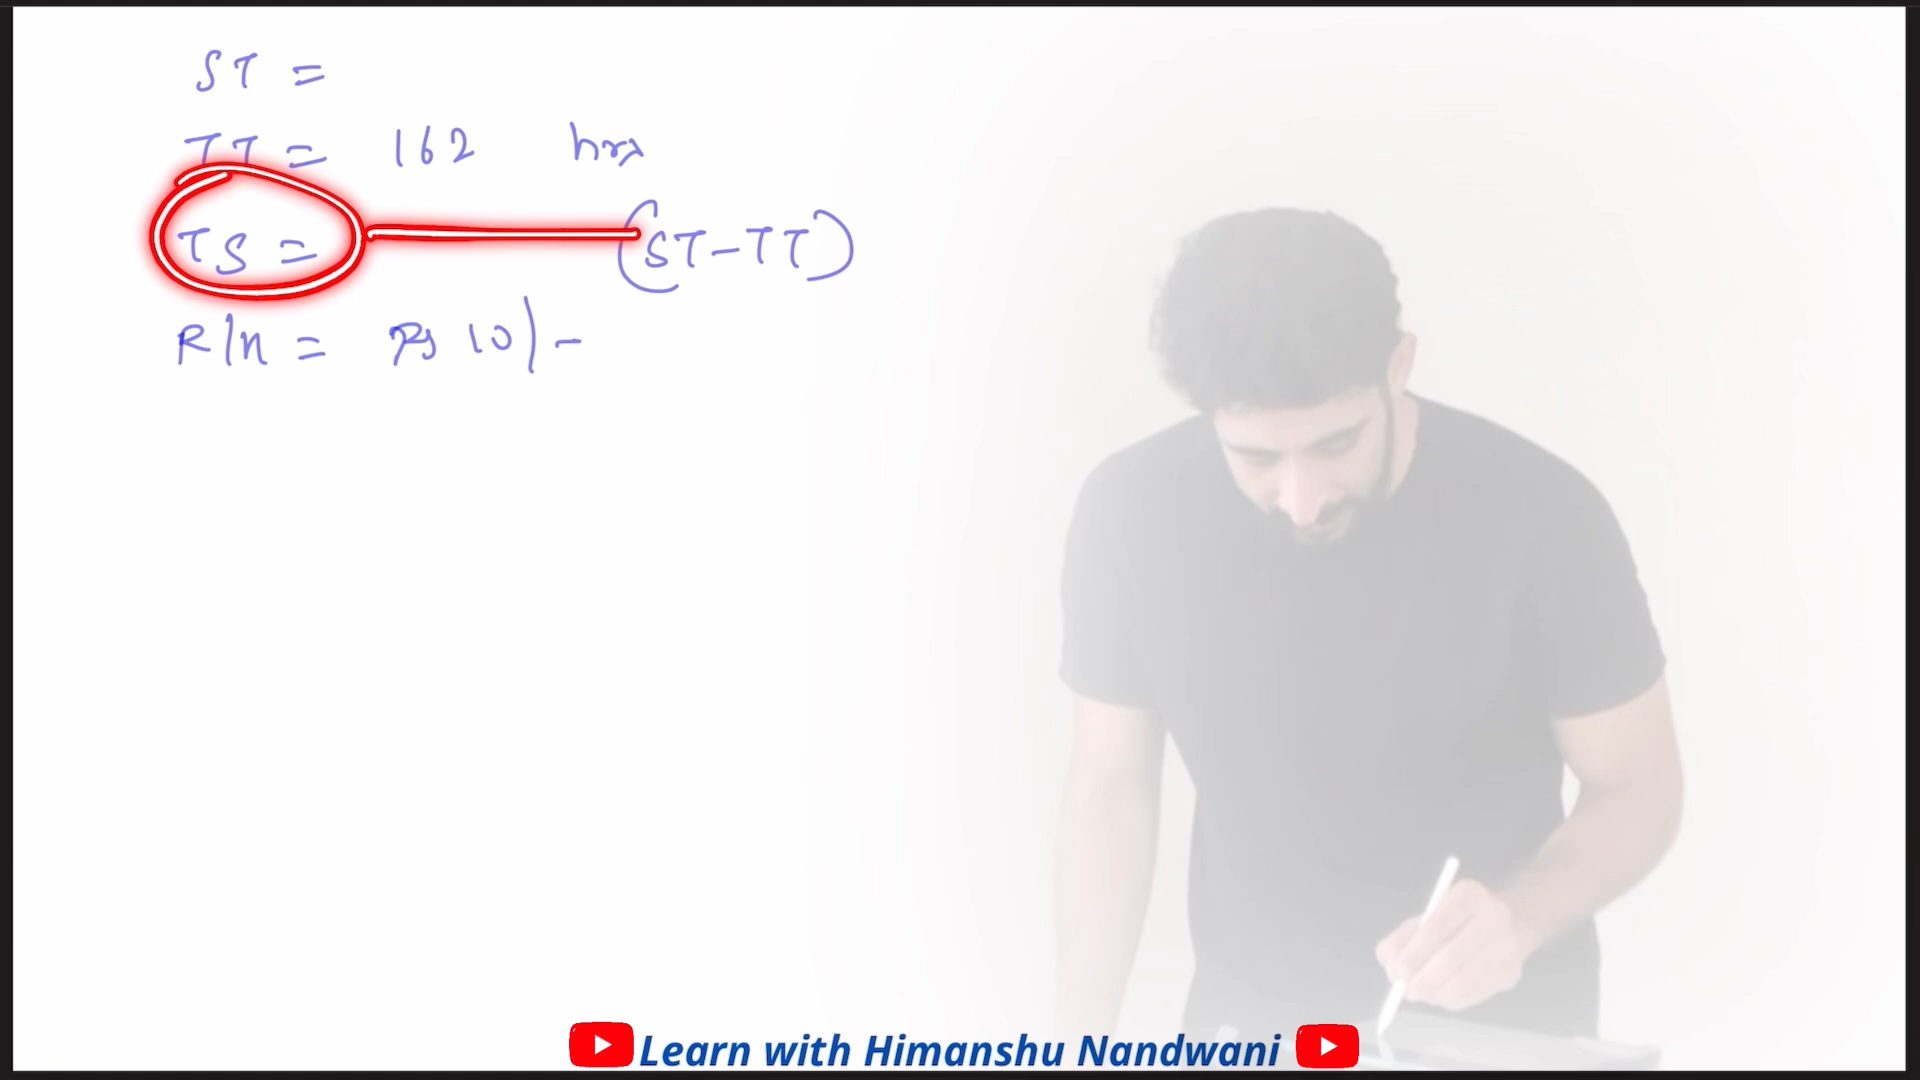 ST =
TT = 162 hrs
TS = (ST-TT)
R/h = Rs 10/-
Learn with Himanshu Nandwani